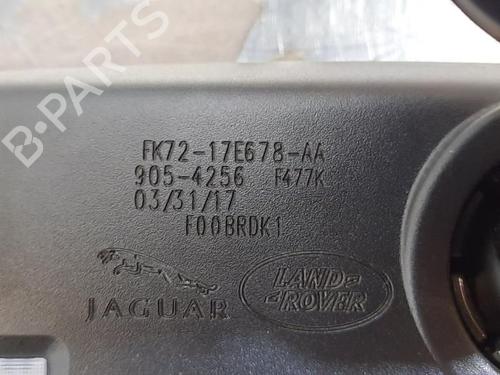 B-PARTS
FK72-17E678-AA
905-4256 F477K
03/31/17
F00BRDK1
JAGUAR
LAND-
-ROVER